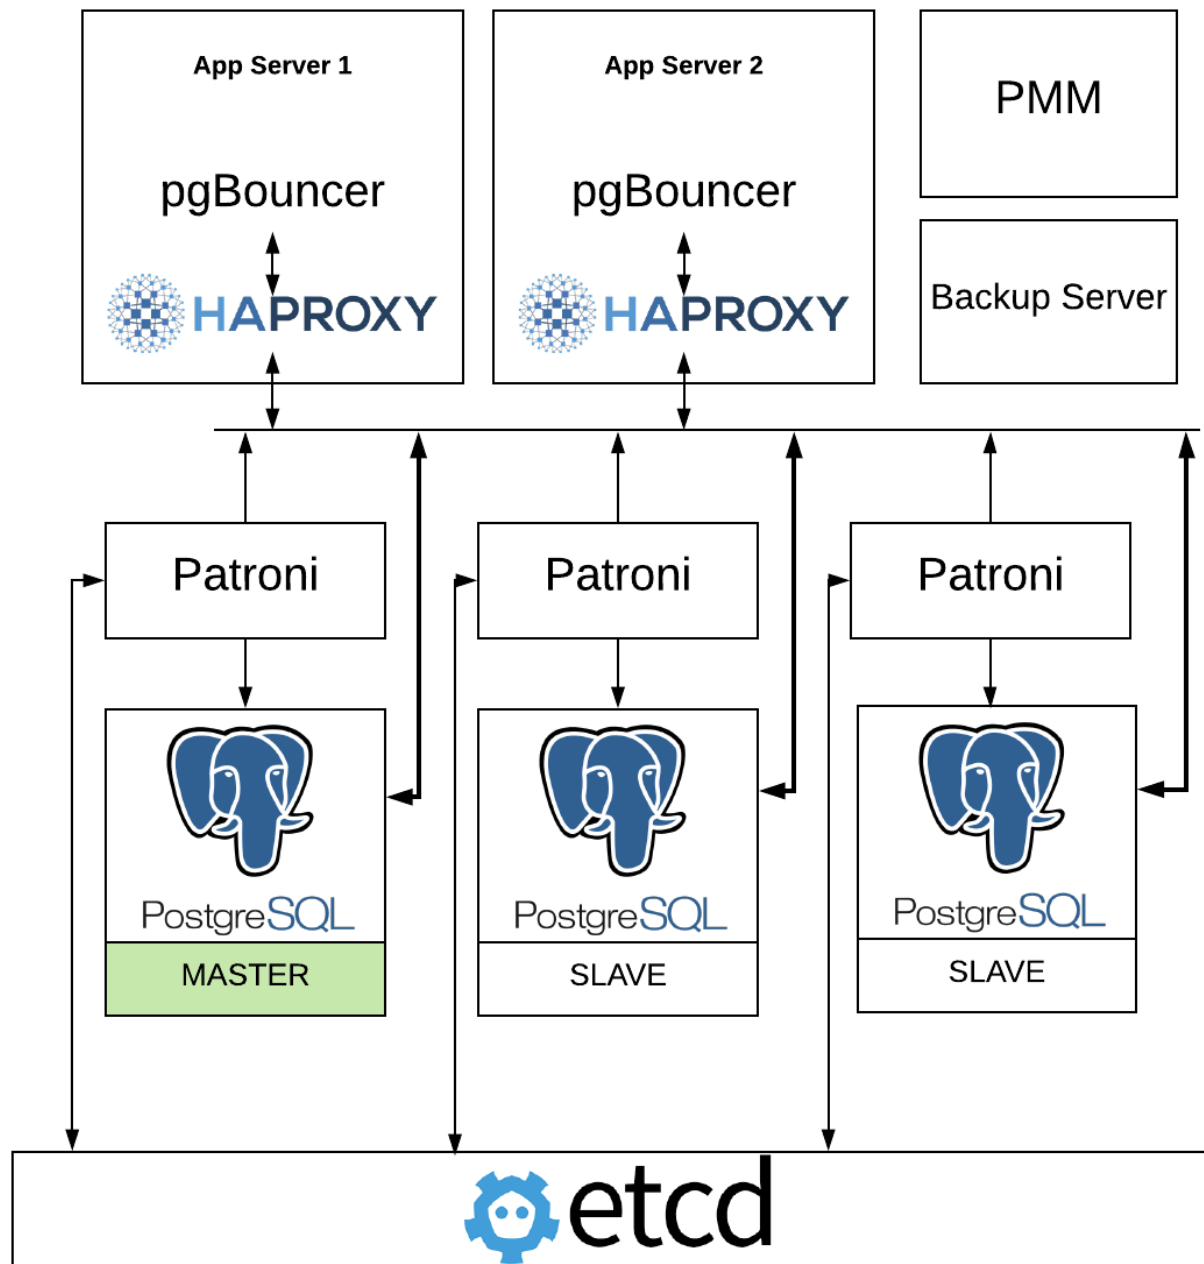 App Server 1
App Server 2
PMM
pgBouncer
pgBouncer
HAPROXY
HAPROXY
Backup Server
Patroni
Patroni
Patroni
PostgreSQL
PostgreSQL
PostgreSQL
MASTER
SLAVE
SLAVE
etcd